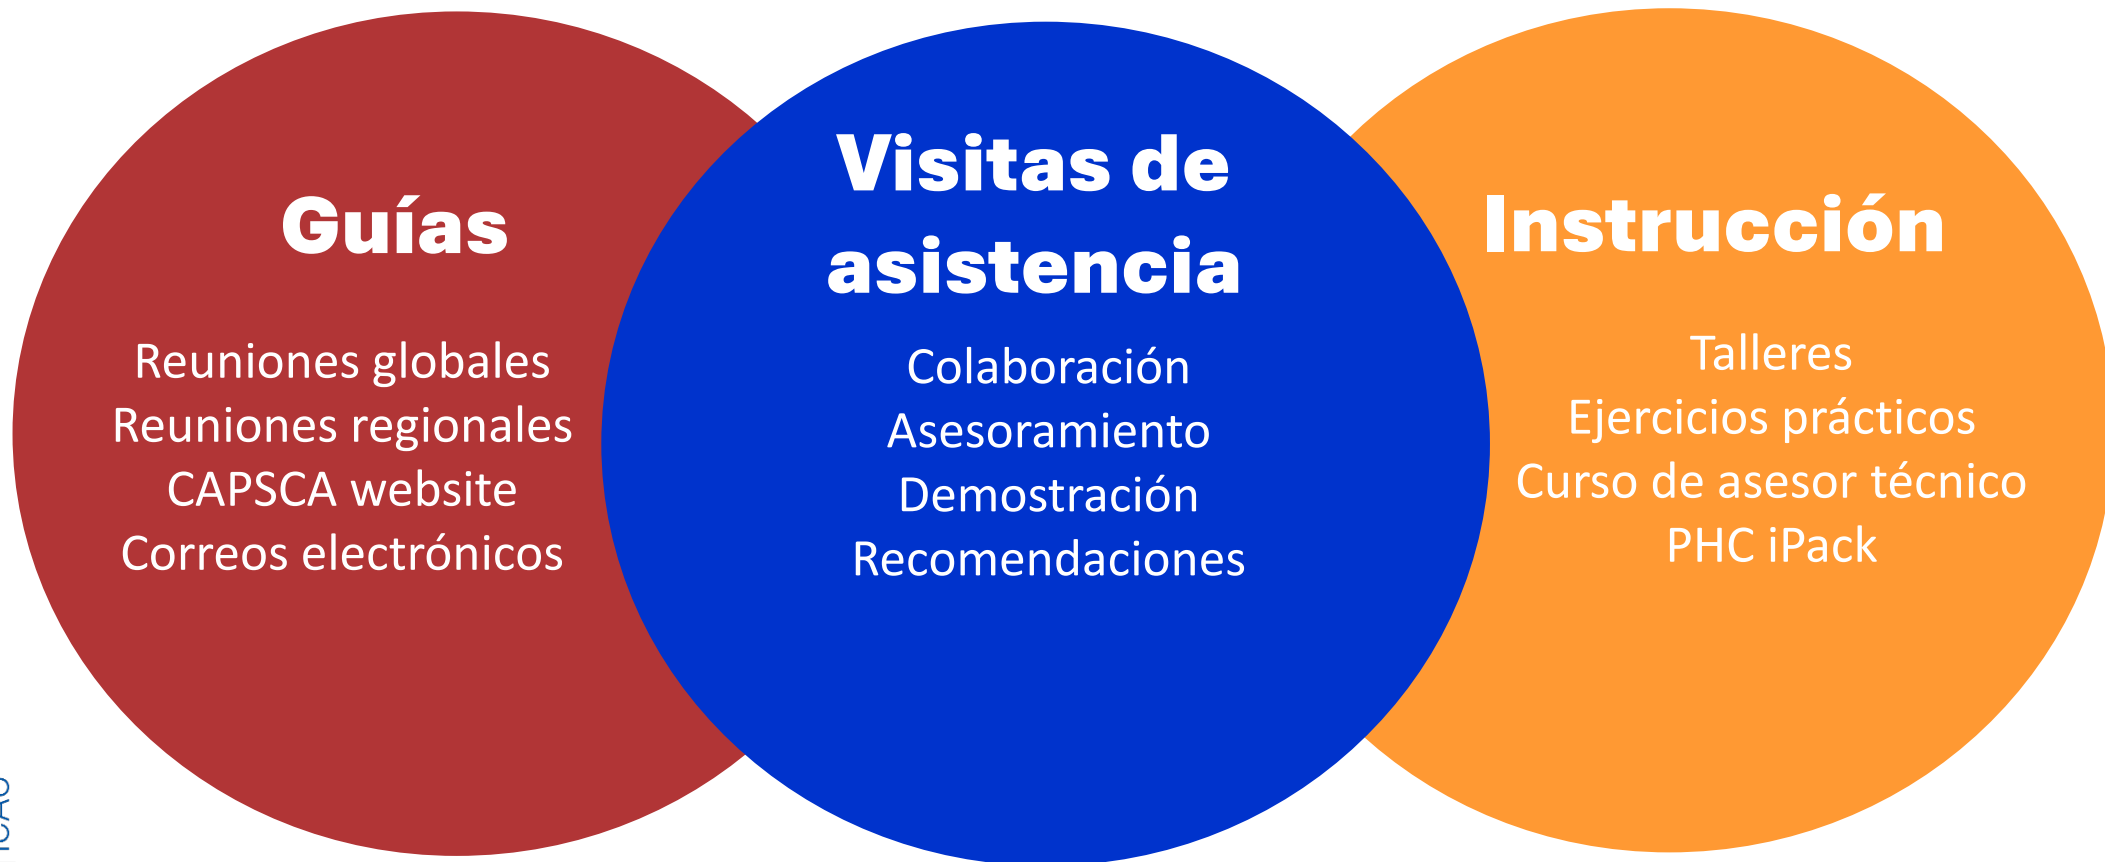 Guías
Reuniones globales
Reuniones regionales
CAPSCA website
Correos electrónicos
Visitas de
asistencia
Colaboración
Asesoramiento
Demostración
Recomendaciones
Instrucción
Talleres
Ejercicios prácticos
Curso de asesor técnico
PHC iPack
ICAO